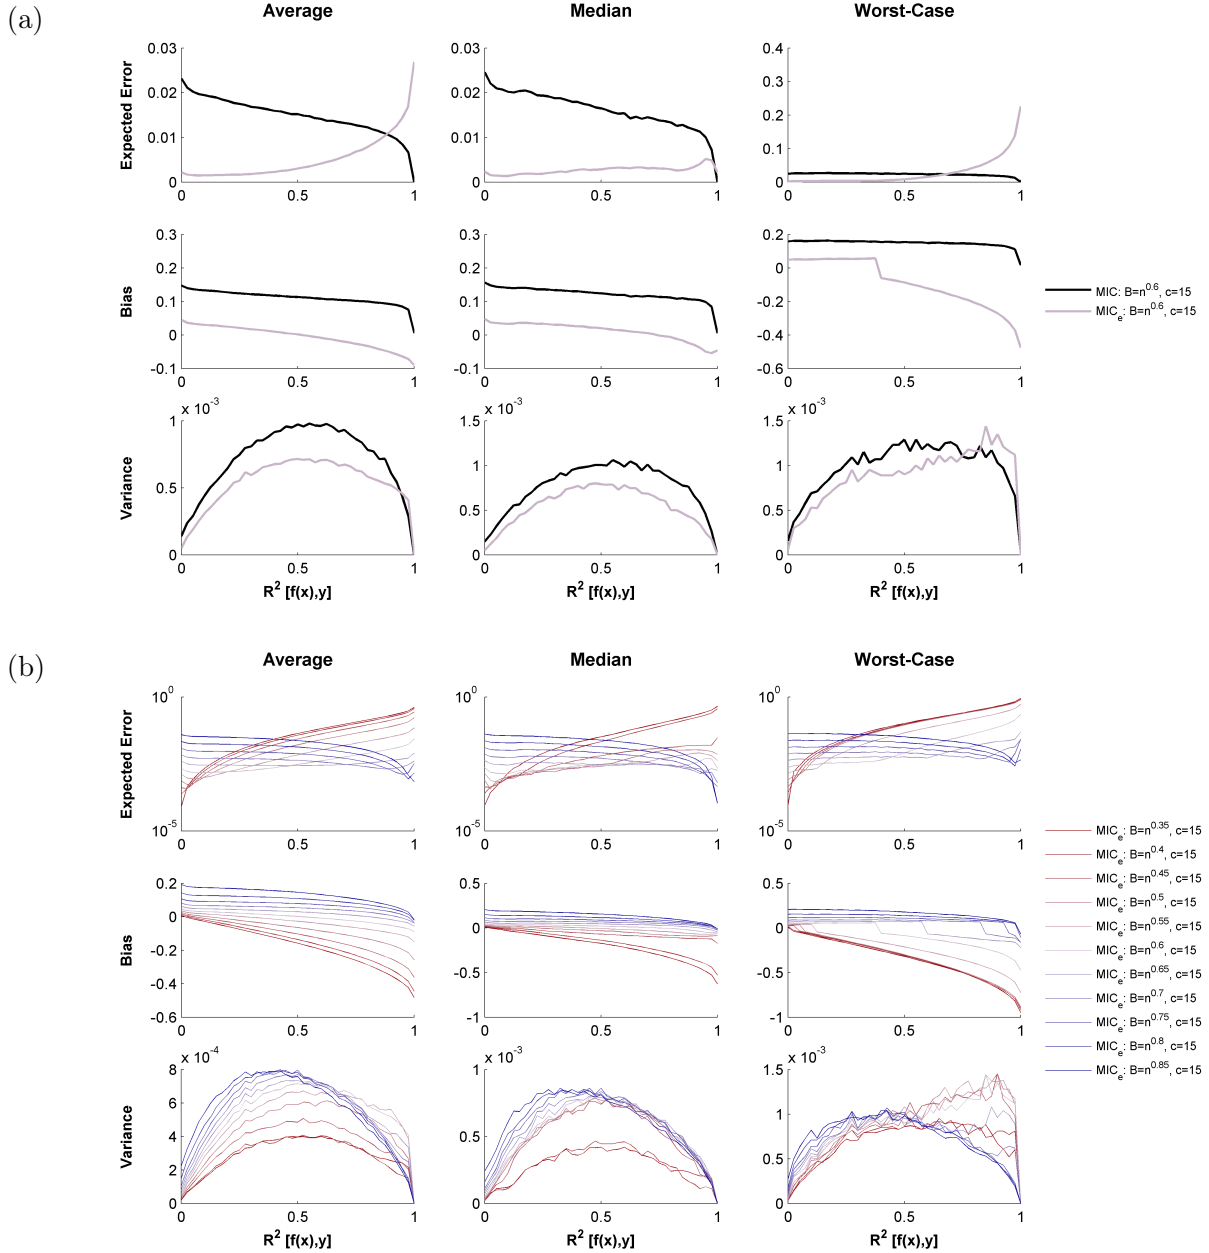 (a)
Average Median Worst-Case
Expected Error
0.03 0.03 0.4
0.02 0.02 0.3
0.2
0.01 0.01 0.1
0 0 0
0 0.5 1 0 0.5 1 0 0.5 1
Bias
0.3 0.3 0.2
0.2 0.2 0
0.1 0.1 -0.2
0 0 -0.4
-0.1 -0.1 -0.6
0 0.5 1 0 0.5 1 0 0.5 1
MIC: B=n^0.6, c=15
MIC_e: B=n^0.6, c=15
Variance
x 10^-3 x 10^-3 x 10^-3
1 1.5 1.5
1 1
0.5 0.5 0.5
0 0 0
0 0.5 1 0 0.5 1 0 0.5 1
R^2 [f(x),y] R^2 [f(x),y] R^2 [f(x),y]
(b)
Average Median Worst-Case
Expected Error
10^0 10^0 10^0
10^-5 10^-5 10^-5
0 0.5 1 0 0.5 1 0 0.5 1
Bias
0.2 0.5 0.5
0 0 0
-0.2 -0.5 -0.5
-0.4
-0.6 -1 -1
0 0.5 1 0 0.5 1 0 0.5 1
MIC_e: B=n^0.35, c=15
MIC_e: B=n^0.4, c=15
MIC_e: B=n^0.45, c=15
MIC_e: B=n^0.5, c=15
MIC_e: B=n^0.55, c=15
MIC_e: B=n^0.6, c=15
MIC_e: B=n^0.65, c=15
MIC_e: B=n^0.7, c=15
MIC_e: B=n^0.75, c=15
MIC_e: B=n^0.8, c=15
MIC_e: B=n^0.85, c=15
Variance
x 10^-4 x 10^-3 x 10^-3
8 1 1.5
6 1
4 0.5
2 0.5
0 0 0
0 0.5 1 0 0.5 1 0 0.5 1
R^2 [f(x),y] R^2 [f(x),y] R^2 [f(x),y]